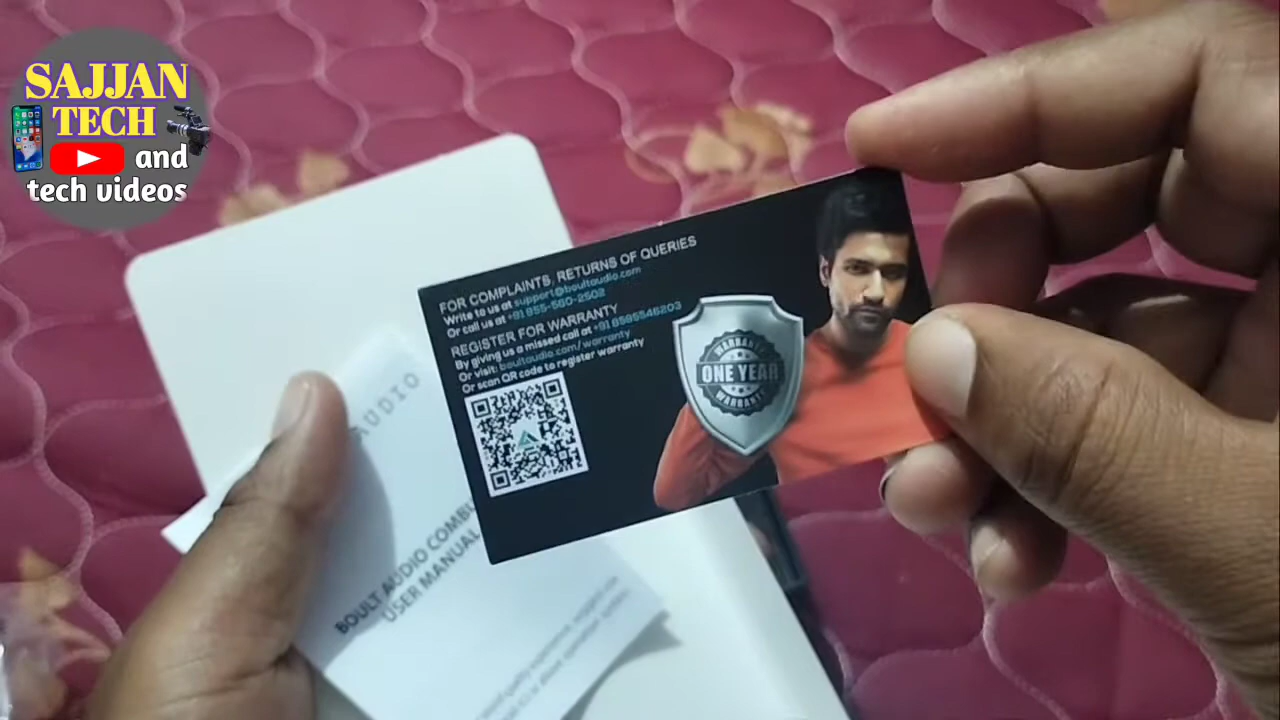 SAJJAN
TECH
and
tech videos
FOR COMPLAINTS, RETURNS OF QUERIES
Write to us at support@boultaudio.com
Or call us at +91 855-560-2502
REGISTER FOR WARRANTY
By giving us a missed call at +91 8595546203
Or visit: boultaudio.com/warranty
Or scan QR code to register warranty
WARRANTY
ONE YEAR
WARRANTY
AUDIO
BOULT AUDIO
USER MANUAL